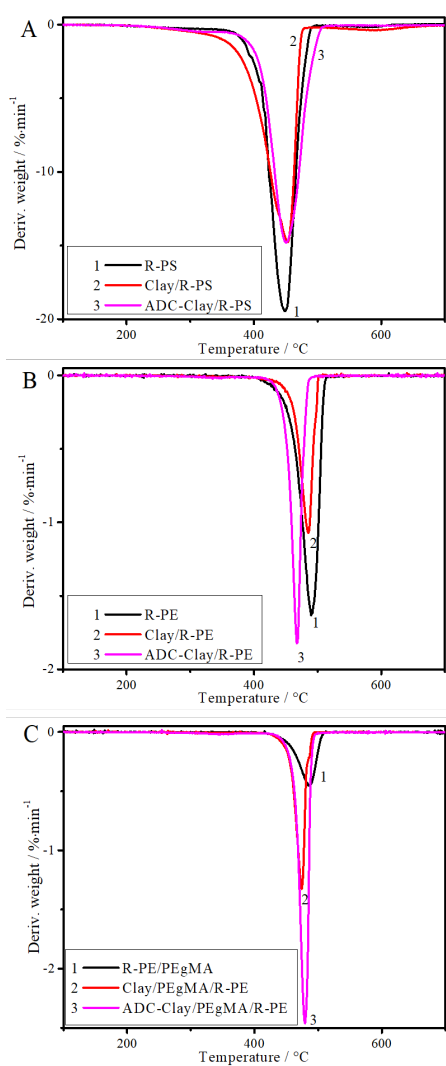 A
0
-10
-20
Deriv. weight / %·min⁻¹
2
3
1
1 R-PS
2 Clay/R-PS
3 ADC-Clay/R-PS
200 400 600
Temperature / °C
B
0
-1
-2
Deriv. weight / %·min⁻¹
2
1
3
1 R-PE
2 Clay/R-PE
3 ADC-Clay/R-PE
200 400 600
Temperature / °C
C
0
-1
-2
Deriv. weight / %·min⁻¹
1
2
3
1 R-PE/PEgMA
2 Clay/PEgMA/R-PE
3 ADC-Clay/PEgMA/R-PE
200 400 600
Temperature / °C